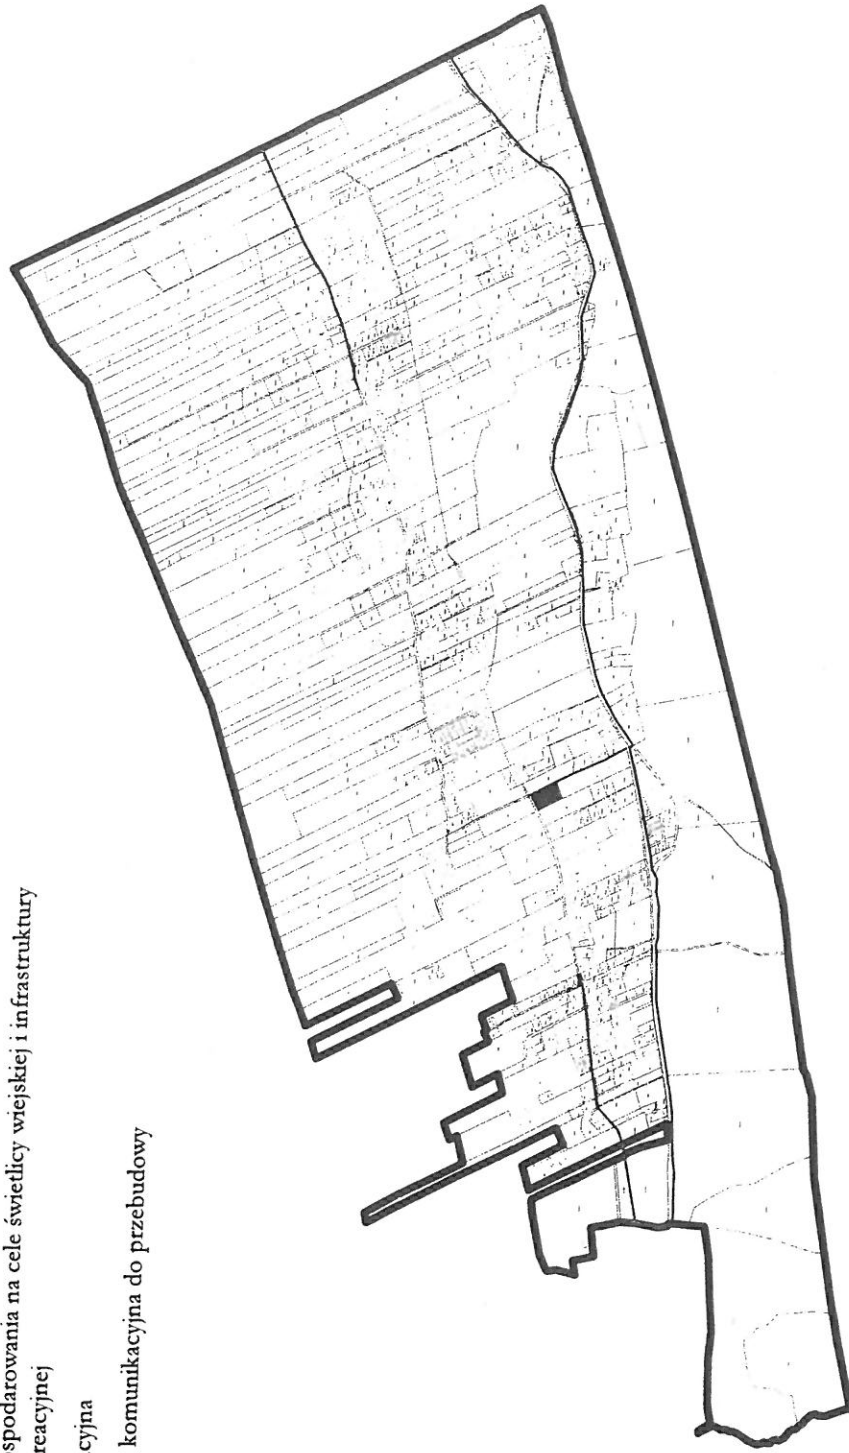 spodarowania na cele świetlicy wiejskiej i infrastruktury
reacyjnej
cyjna
komunikacyjna do przebudowy